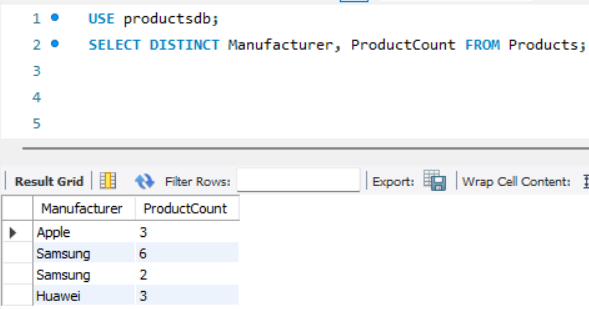 1 USE productsdb;
2 SELECT DISTINCT Manufacturer, ProductCount FROM Products;
3
4
5
Result Grid Filter Rows: Export: Wrap Cell Content:
Manufacturer ProductCount
Apple 3
Samsung 6
Samsung 2
Huawei 3